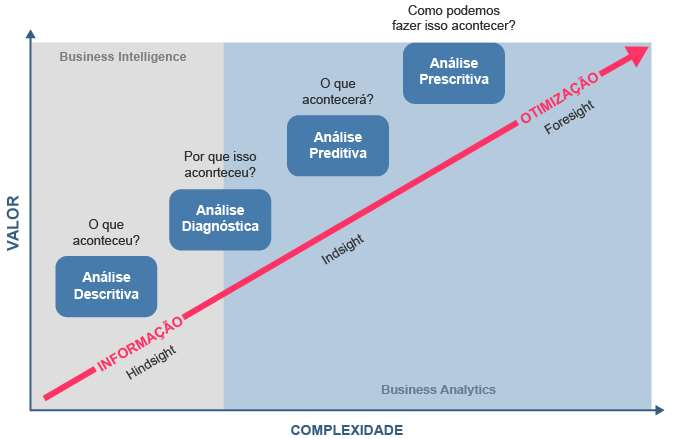 Como podemos
fazer isso acontecer?
Business Intelligence
Análise
Prescritiva
O que
acontecerá?
OTIMIZAÇÃO
Foresight
Análise
Preditiva
Por que isso
aconrteceu?
Análise
Diagnóstica
O que
aconteceu?
Indsight
Análise
Descritiva
VALOR
INFORMAÇÃO
Hindsight
Business Analytics
COMPLEXIDADE